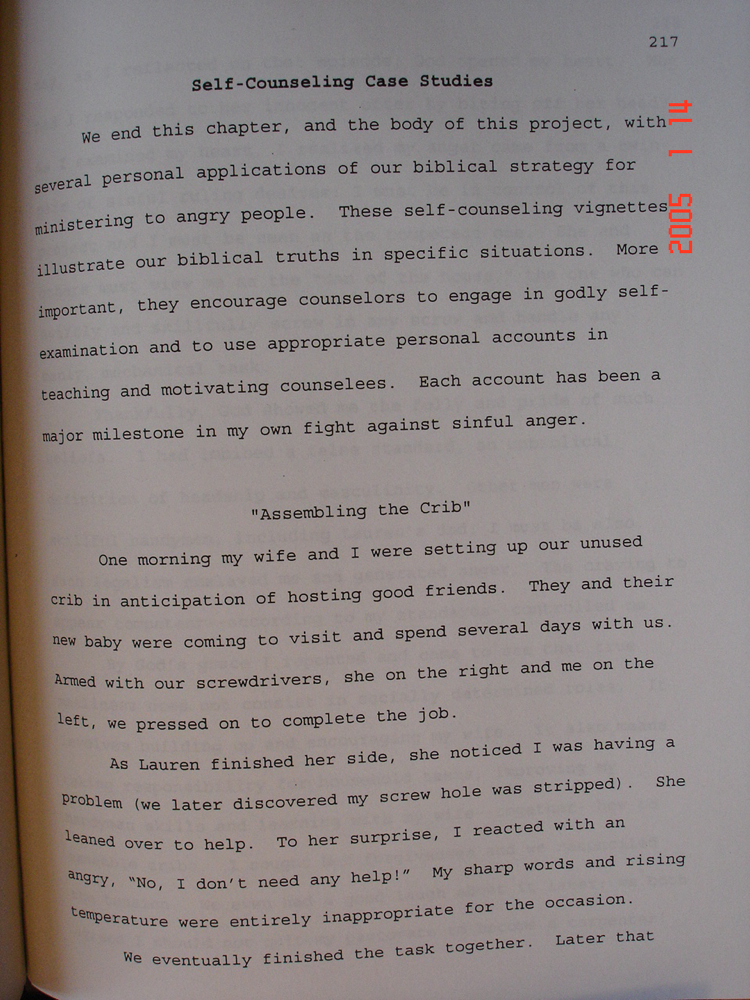 217
Self-Counseling Case Studies
We end this chapter, and the body of this project, with
several personal applications of our biblical strategy for
ministering to angry people. These self-counseling vignettes
illustrate our biblical truths in specific situations. More
important, they encourage counselors to engage in godly self-
examination and to use appropriate personal accounts in
teaching and motivating counselees. Each account has been a
major milestone in my own fight against sinful anger.
"Assembling the Crib"
One morning my wife and I were setting up our unused
crib in anticipation of hosting good friends. They and their
new baby were coming to visit and spend several days with us.
Armed with our screwdrivers, she on the right and me on the
left, we pressed on to complete the job.
As Lauren finished her side, she noticed I was having a
problem (we later discovered my screw hole was stripped). She
leaned over to help. To her surprise, I reacted with an
angry, “No, I don’t need any help!” My sharp words and rising
temperature were entirely inappropriate for the occasion.
We eventually finished the task together. Later that
2005 1 14